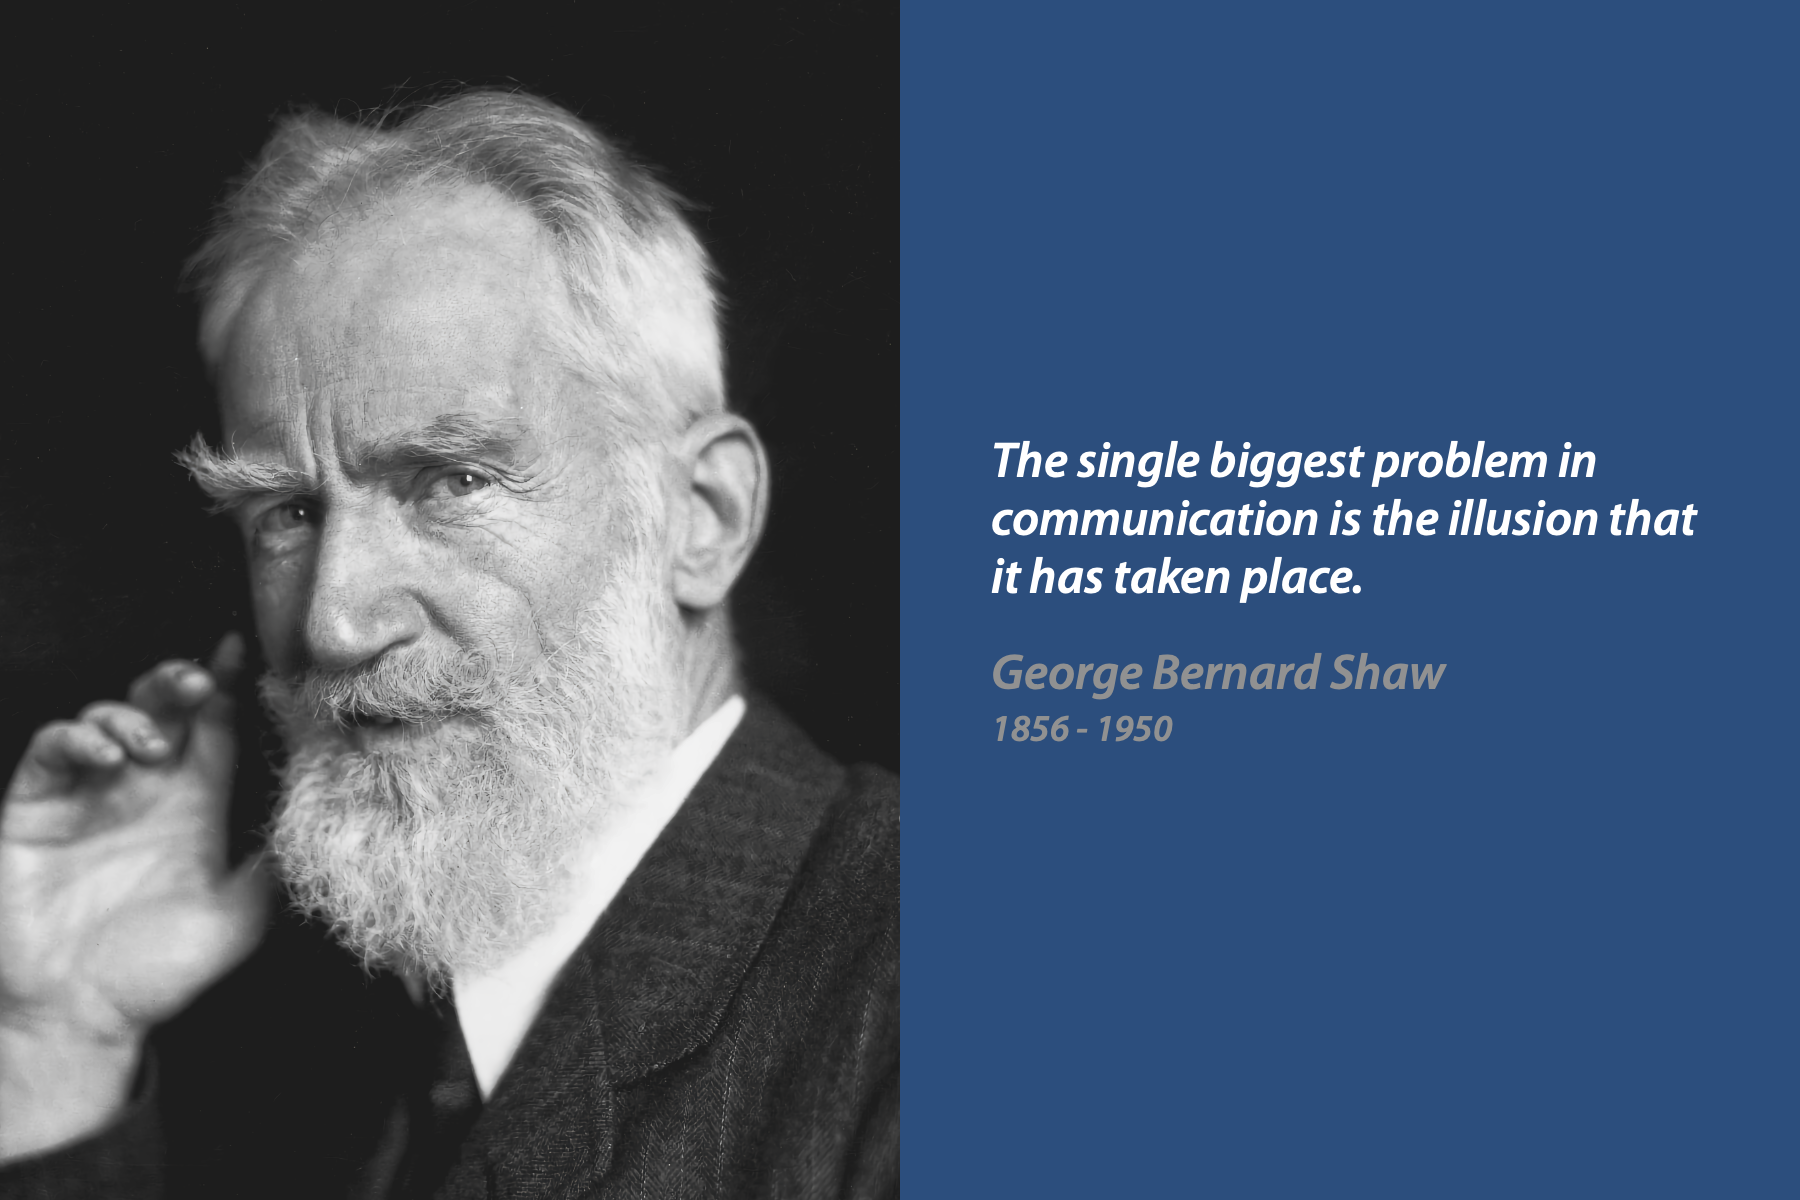 The single biggest problem in
communication is the illusion that
it has taken place.
George Bernard Shaw
1856 - 1950